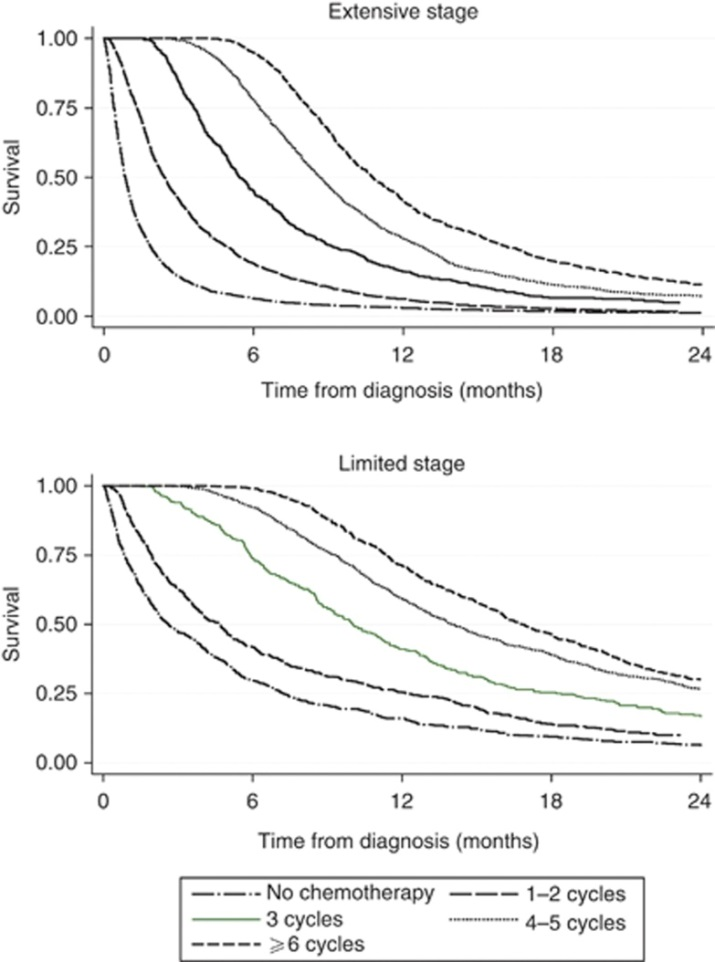 Extensive stage
1.00
0.75
0.50
0.25
0.00
Survival
0 6 12 18 24
Time from diagnosis (months)
Limited stage
1.00
0.75
0.50
0.25
0.00
Survival
0 6 12 18 24
Time from diagnosis (months)
No chemotherapy 1–2 cycles
3 cycles 4–5 cycles
⩾6 cycles